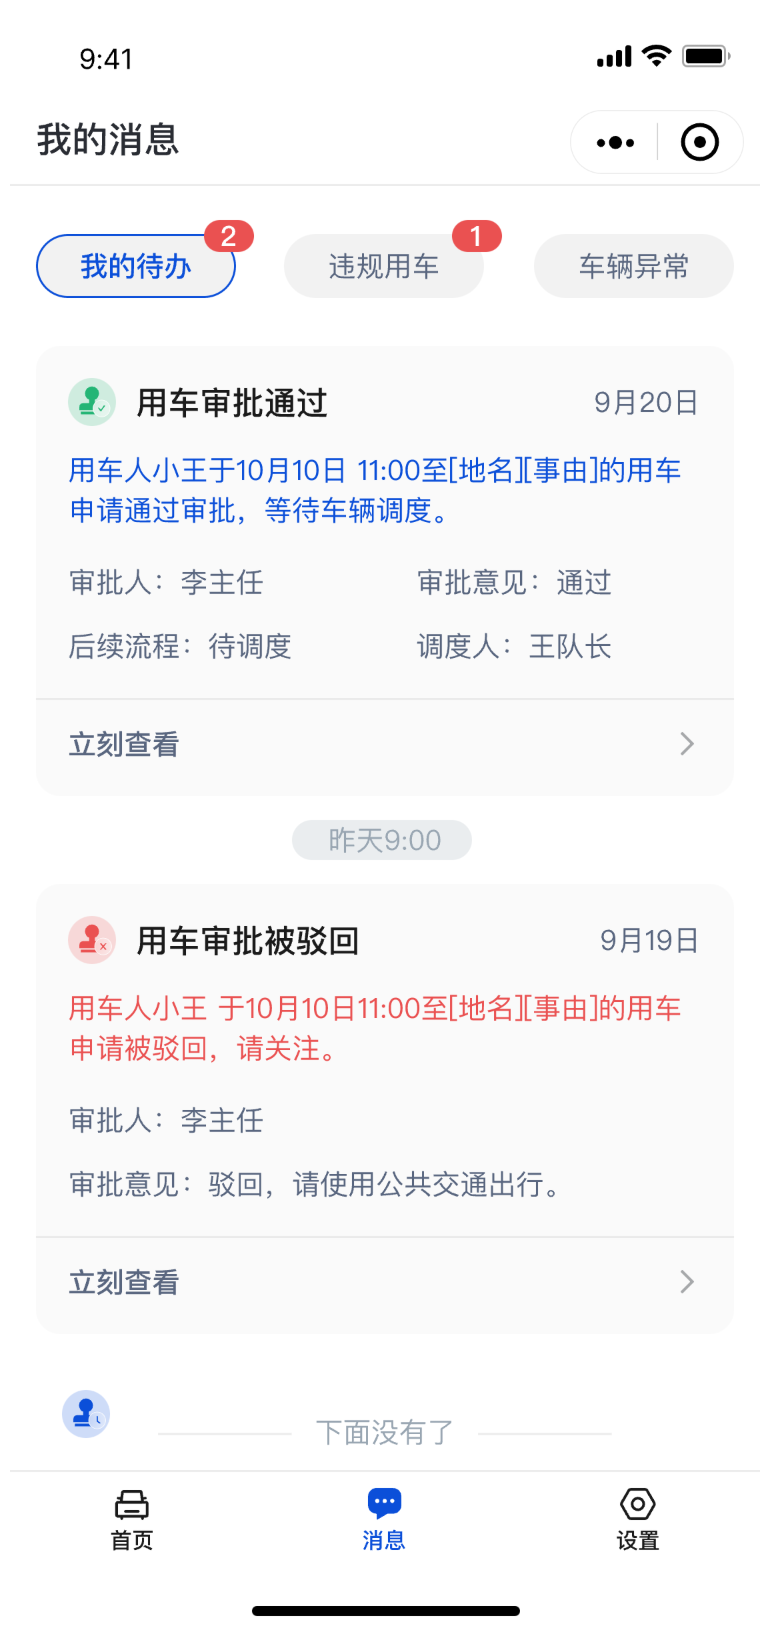 9:41
我的消息
我的待办 2
违规用车 1
车辆异常
用车审批通过 9月20日
用车人小王于10月10日 11:00至[地名][事由]的用车
申请通过审批，等待车辆调度。
审批人：李主任 审批意见：通过
后续流程：待调度 调度人：王队长
立刻查看
昨天9:00
用车审批被驳回 9月19日
用车人小王 于10月10日11:00至[地名][事由]的用车
申请被驳回，请关注。
审批人：李主任
审批意见：驳回，请使用公共交通出行。
立刻查看
下面没有了
首页 消息 设置